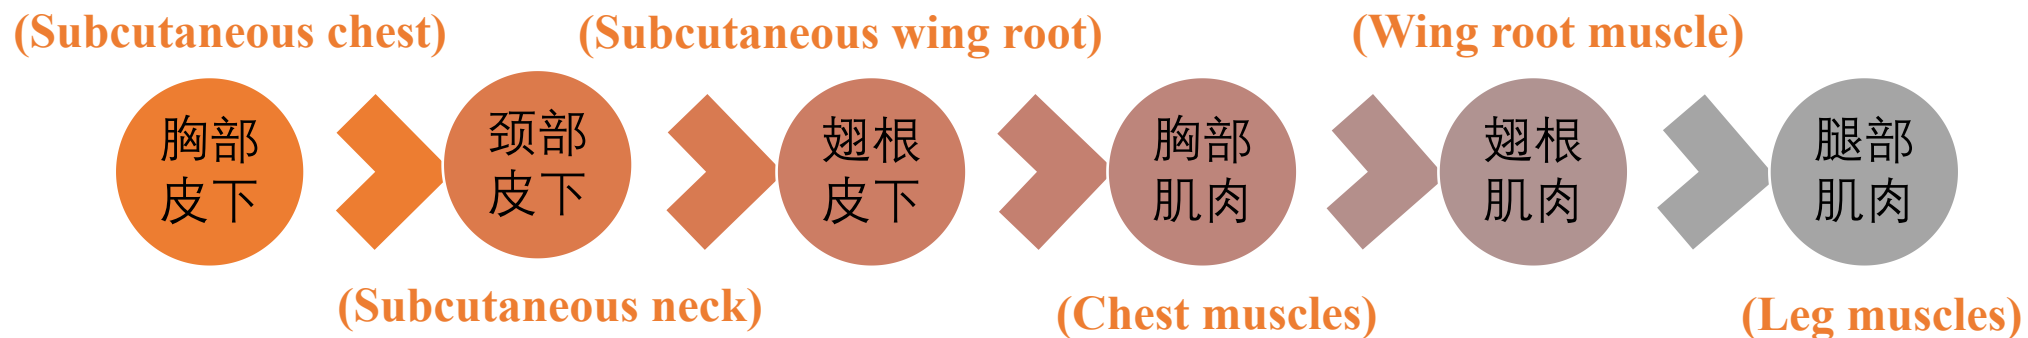 (Subcutaneous chest)
(Subcutaneous wing root)
(Wing root muscle)
胸部
皮下
颈部
皮下
翅根
皮下
胸部
肌肉
翅根
肌肉
腿部
肌肉
(Subcutaneous neck)
(Chest muscles)
(Leg muscles)